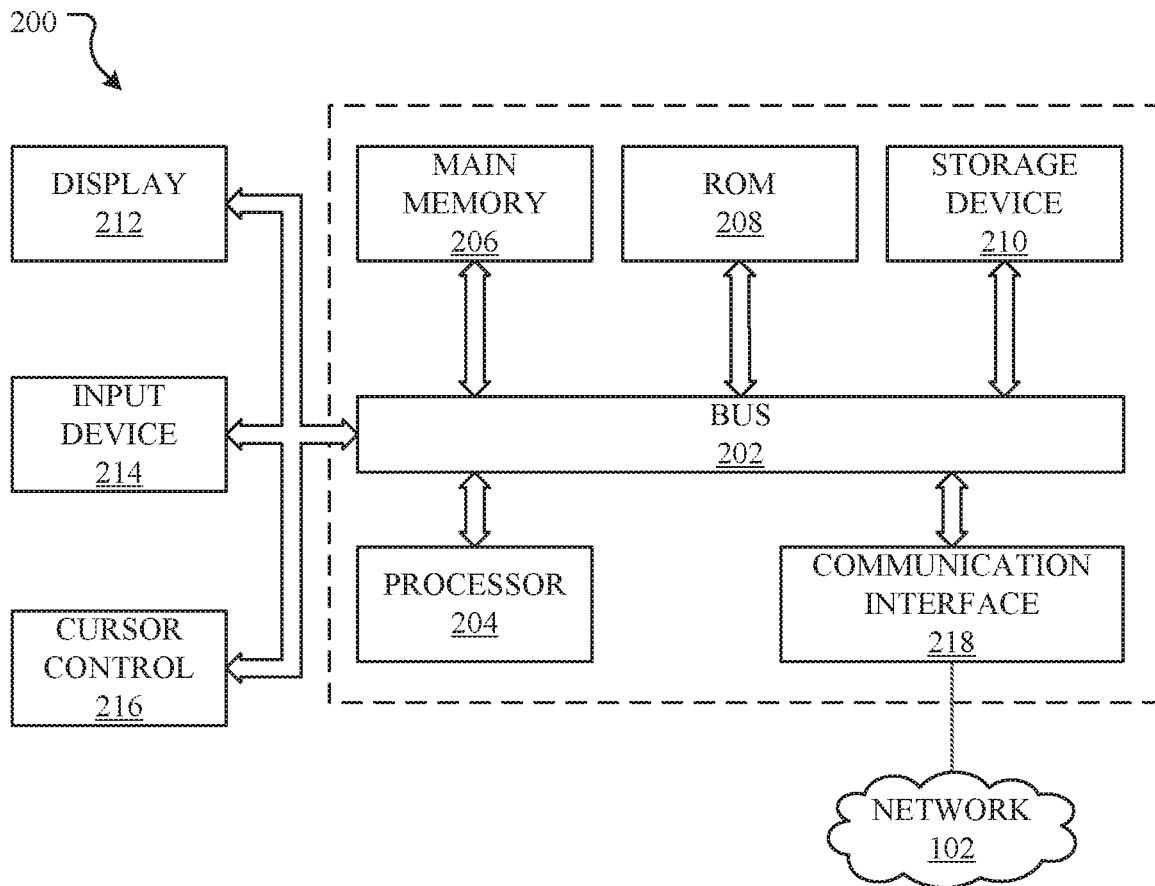 200
DISPLAY
212
MAIN
MEMORY
206
ROM
208
STORAGE
DEVICE
210
INPUT
DEVICE
214
BUS
202
PROCESSOR
204
COMMUNICATION
INTERFACE
218
CURSOR
CONTROL
216
NETWORK
102